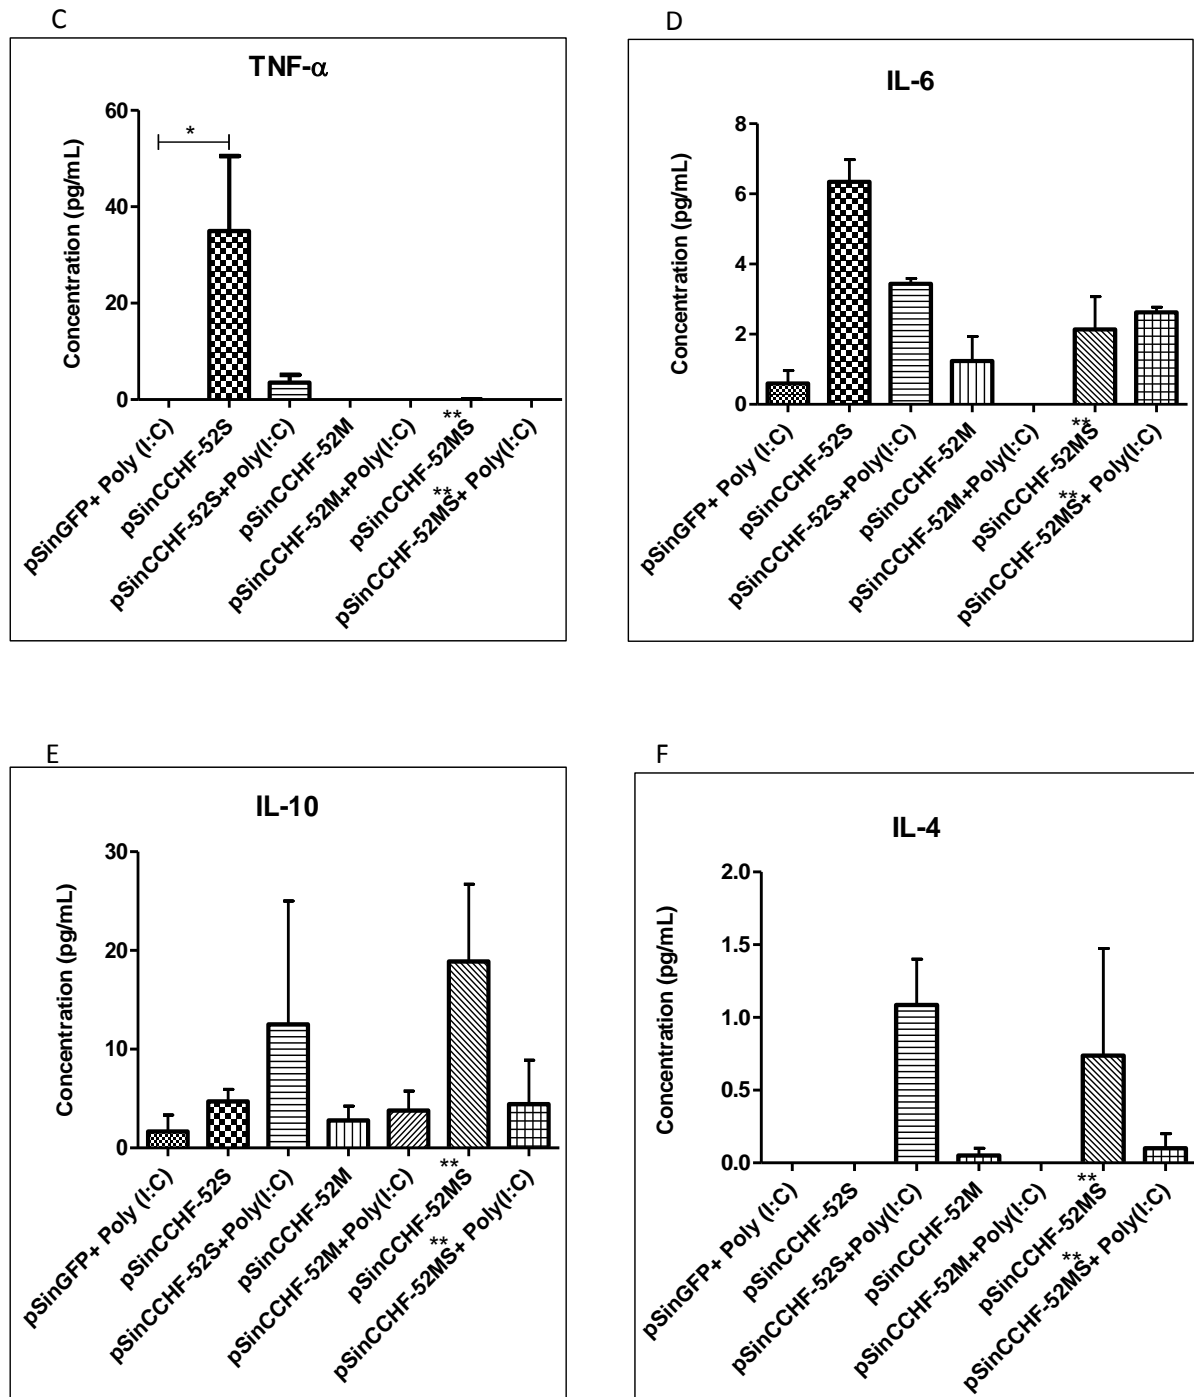 C
TNF-α
Concentration (pg/mL)
60
40
20
0
*
pSinGFP+ Poly (I:C)
pSinCCHF-52S
pSinCCHF-52S+Poly(I:C)
pSinCCHF-52M
pSinCCHF-52M+Poly(I:C)
**
pSinCCHF-52MS
**
pSinCCHF-52MS+ Poly(I:C)
D
IL-6
Concentration (pg/mL)
8
6
4
2
0
pSinGFP+ Poly (I:C)
pSinCCHF-52S
pSinCCHF-52S+Poly(I:C)
pSinCCHF-52M
pSinCCHF-52M+Poly(I:C)
**
pSinCCHF-52MS
**
pSinCCHF-52MS+ Poly(I:C)
E
IL-10
Concentration (pg/mL)
30
20
10
0
pSinGFP+ Poly (I:C)
pSinCCHF-52S
pSinCCHF-52S+Poly(I:C)
pSinCCHF-52M
pSinCCHF-52M+Poly(I:C)
**
pSinCCHF-52MS
**
pSinCCHF-52MS+ Poly(I:C)
F
IL-4
Concentration (pg/mL)
2.0
1.5
1.0
0.5
0.0
pSinGFP+ Poly (I:C)
pSinCCHF-52S
pSinCCHF-52S+Poly(I:C)
pSinCCHF-52M
pSinCCHF-52M+Poly(I:C)
**
pSinCCHF-52MS
**
pSinCCHF-52MS+ Poly(I:C)